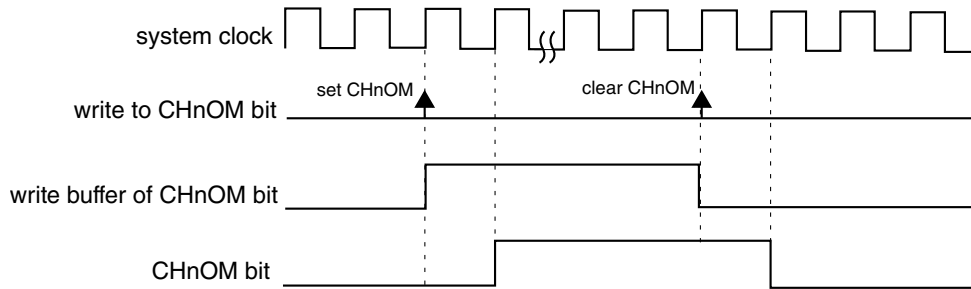 system clock
set CHnOM
clear CHnOM
write to CHnOM bit
write buffer of CHnOM bit
CHnOM bit